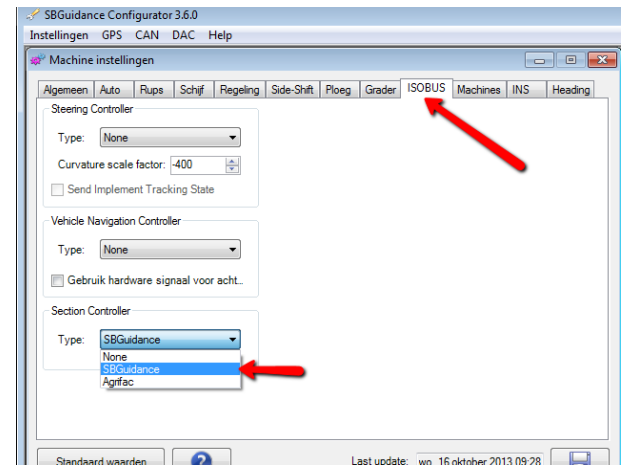 SBGuidance Configurator 3.6.0
Instellingen GPS CAN DAC Help
Machine instellingen
Algemeen Auto Rups Schijf Regeling Side-Shift Ploeg Grader ISOBUS Machines INS Heading
Steering Controller
Type: None
Curvature scale factor: -400
Send Implement Tracking State
Vehicle Navigation Controller
Type: None
Gebruik hardware signaal voor acht...
Section Controller
Type: SBGuidance
None
SBGuidance
Agrifac
Standaard waarden ? Last update: wo 16 oktober 2013 09:28